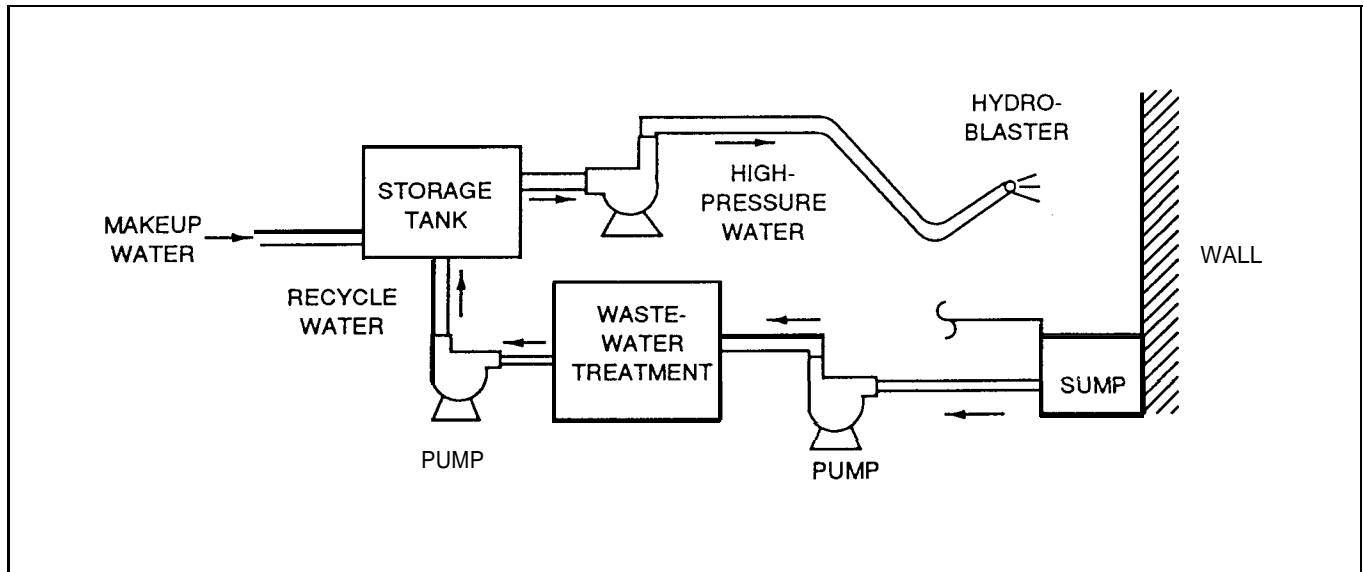 HYDRO-
BLASTER
STORAGE
TANK
HIGH-
PRESSURE
WATER
MAKEUP
WATER
WALL
RECYCLE
WATER
WASTE-
WATER
TREATMENT
SUMP
PUMP
PUMP